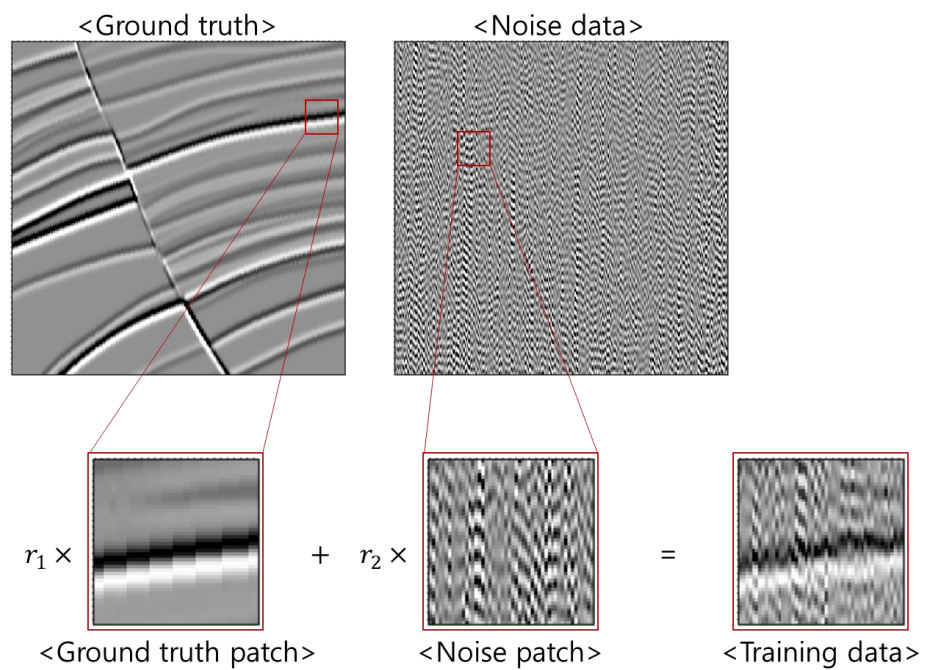 <Ground truth>
<Noise data>
r₁ ×
+
r₂ ×
=
<Ground truth patch>
<Noise patch>
<Training data>